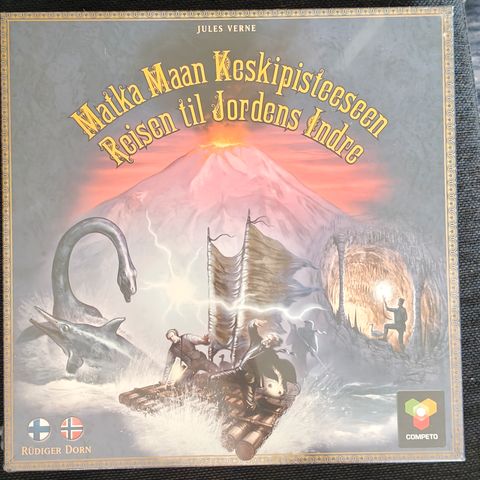 JULES VERNE
Matka Maan Keskipisteeseen
Reisen til Jordens Indre
RÜDIGER DORN
COMPETO